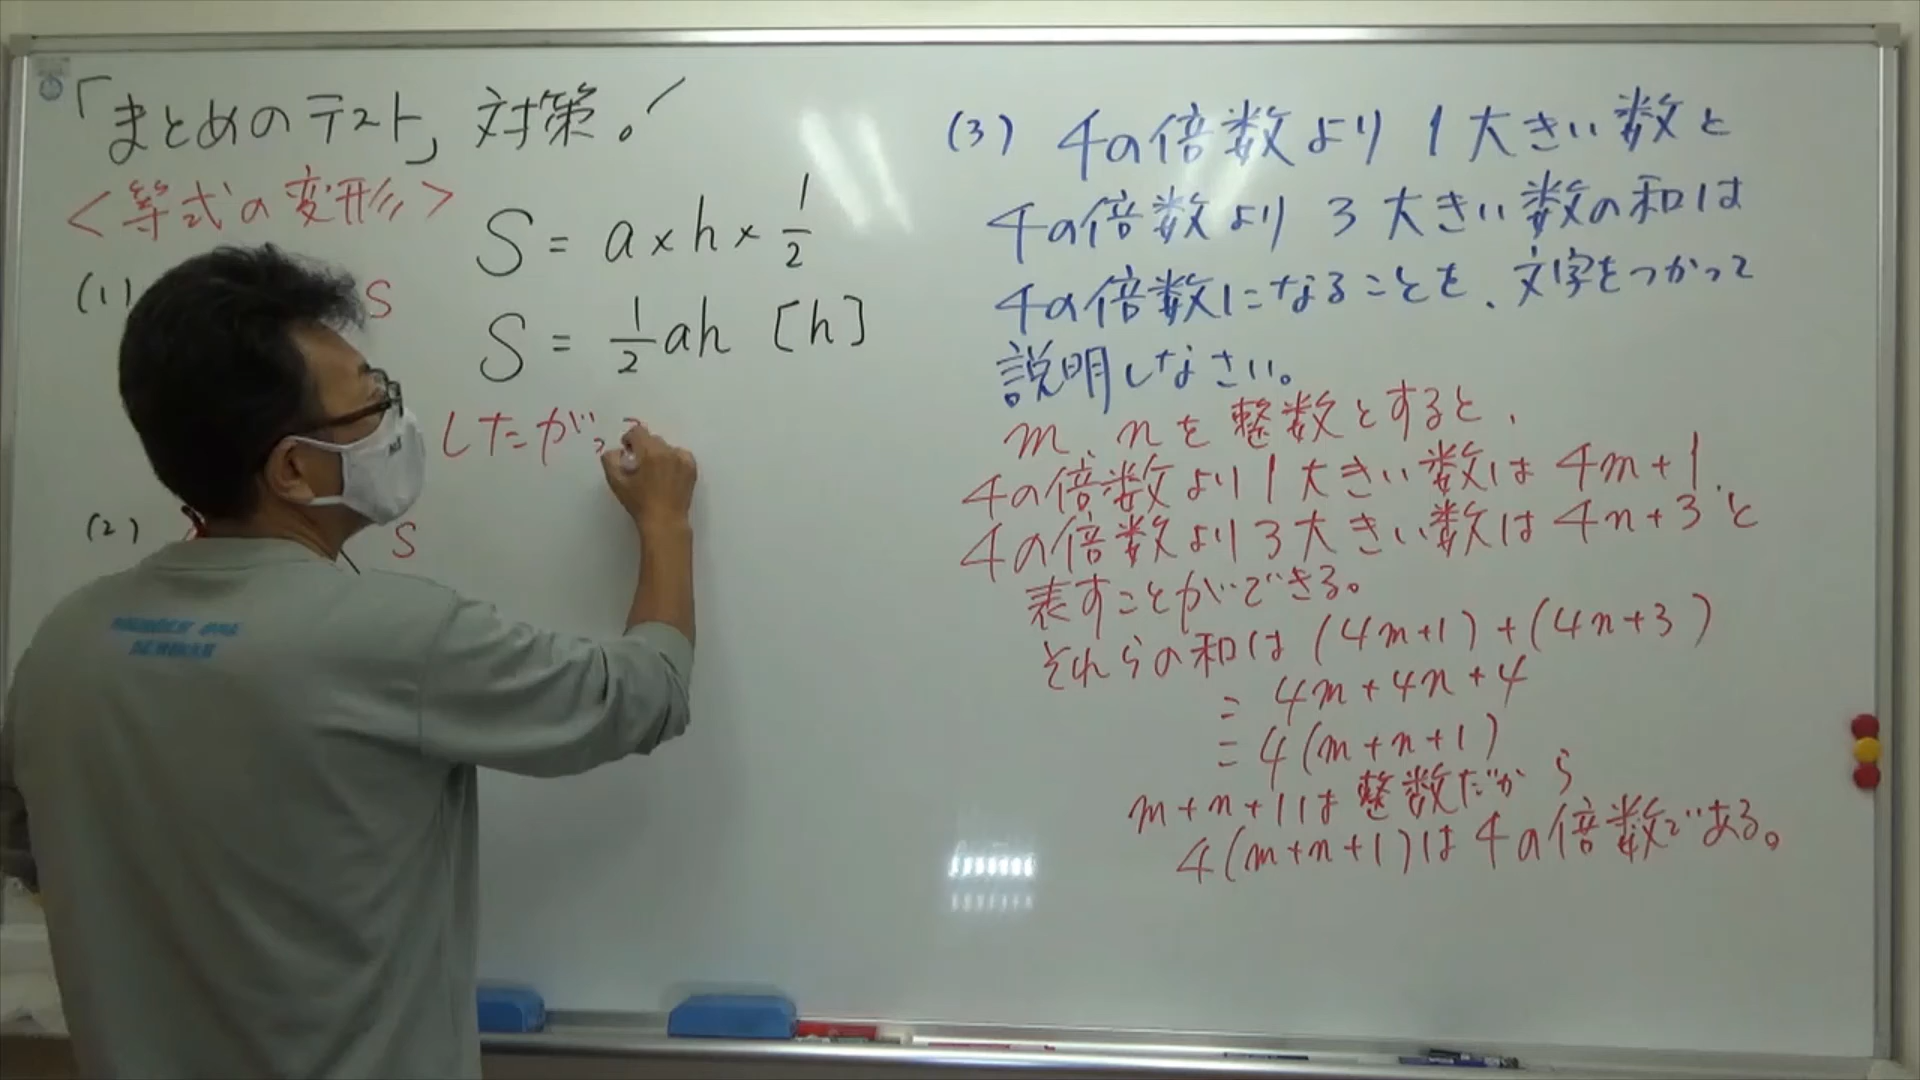 「まとめのテスト」対策。！
＜等式の変形＞
(1)
S
S = a × h × 1/2
S = 1/2 ah [h]
したがって
(2)
S
(3) 4の倍数より1大きい数と
4の倍数より3大きい数の和は
4の倍数になることを、文字をつかって
説明しなさい。
m、nを整数とすると、
4の倍数より1大きい数は4m+1、
4の倍数より3大きい数は4n+3と
表すことができる。
それらの和は(4m+1)+(4n+3)
= 4m+4n+4
= 4(m+n+1)
m+n+1は整数だから
4(m+n+1)は4の倍数である。